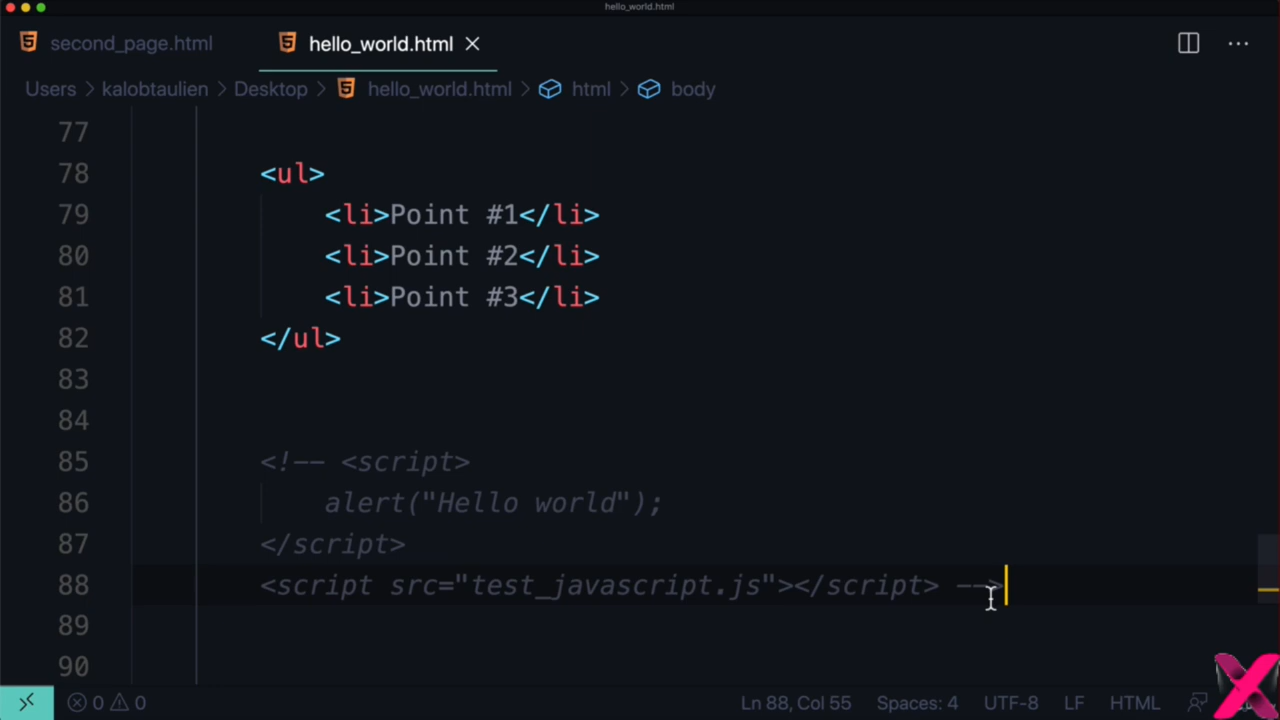 hello_world.html
second_page.html hello_world.html
Users > kalobtaulien > Desktop > hello_world.html > html > body
77
78 <ul>
79 <li>Point #1</li>
80 <li>Point #2</li>
81 <li>Point #3</li>
82 </ul>
83
84
85 <!-- <script>
86 alert("Hello world");
87 </script>
88 <script src="test_javascript.js"></script> -->
89
90
0 0 Ln 88, Col 55 Spaces: 4 UTF-8 LF HTML